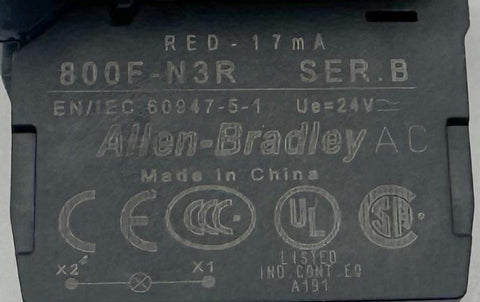 RED - 17mA
800F-N3R SER.B
EN/IEC 60947-5-1 Ue=24V⎓~
Allen-Bradley AC
Made in China
CE CCC UL SA
LISTED
IND.CONT.EQ
A191
X2 X1